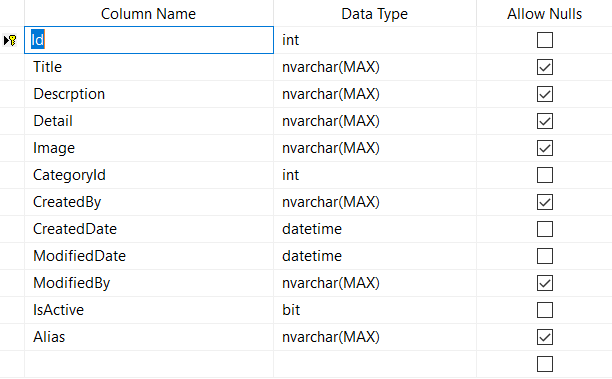 Column Name Data Type Allow Nulls
Id int
Title nvarchar(MAX)
Descrption nvarchar(MAX)
Detail nvarchar(MAX)
Image nvarchar(MAX)
CategoryId int
CreatedBy nvarchar(MAX)
CreatedDate datetime
ModifiedDate datetime
ModifiedBy nvarchar(MAX)
IsActive bit
Alias nvarchar(MAX)